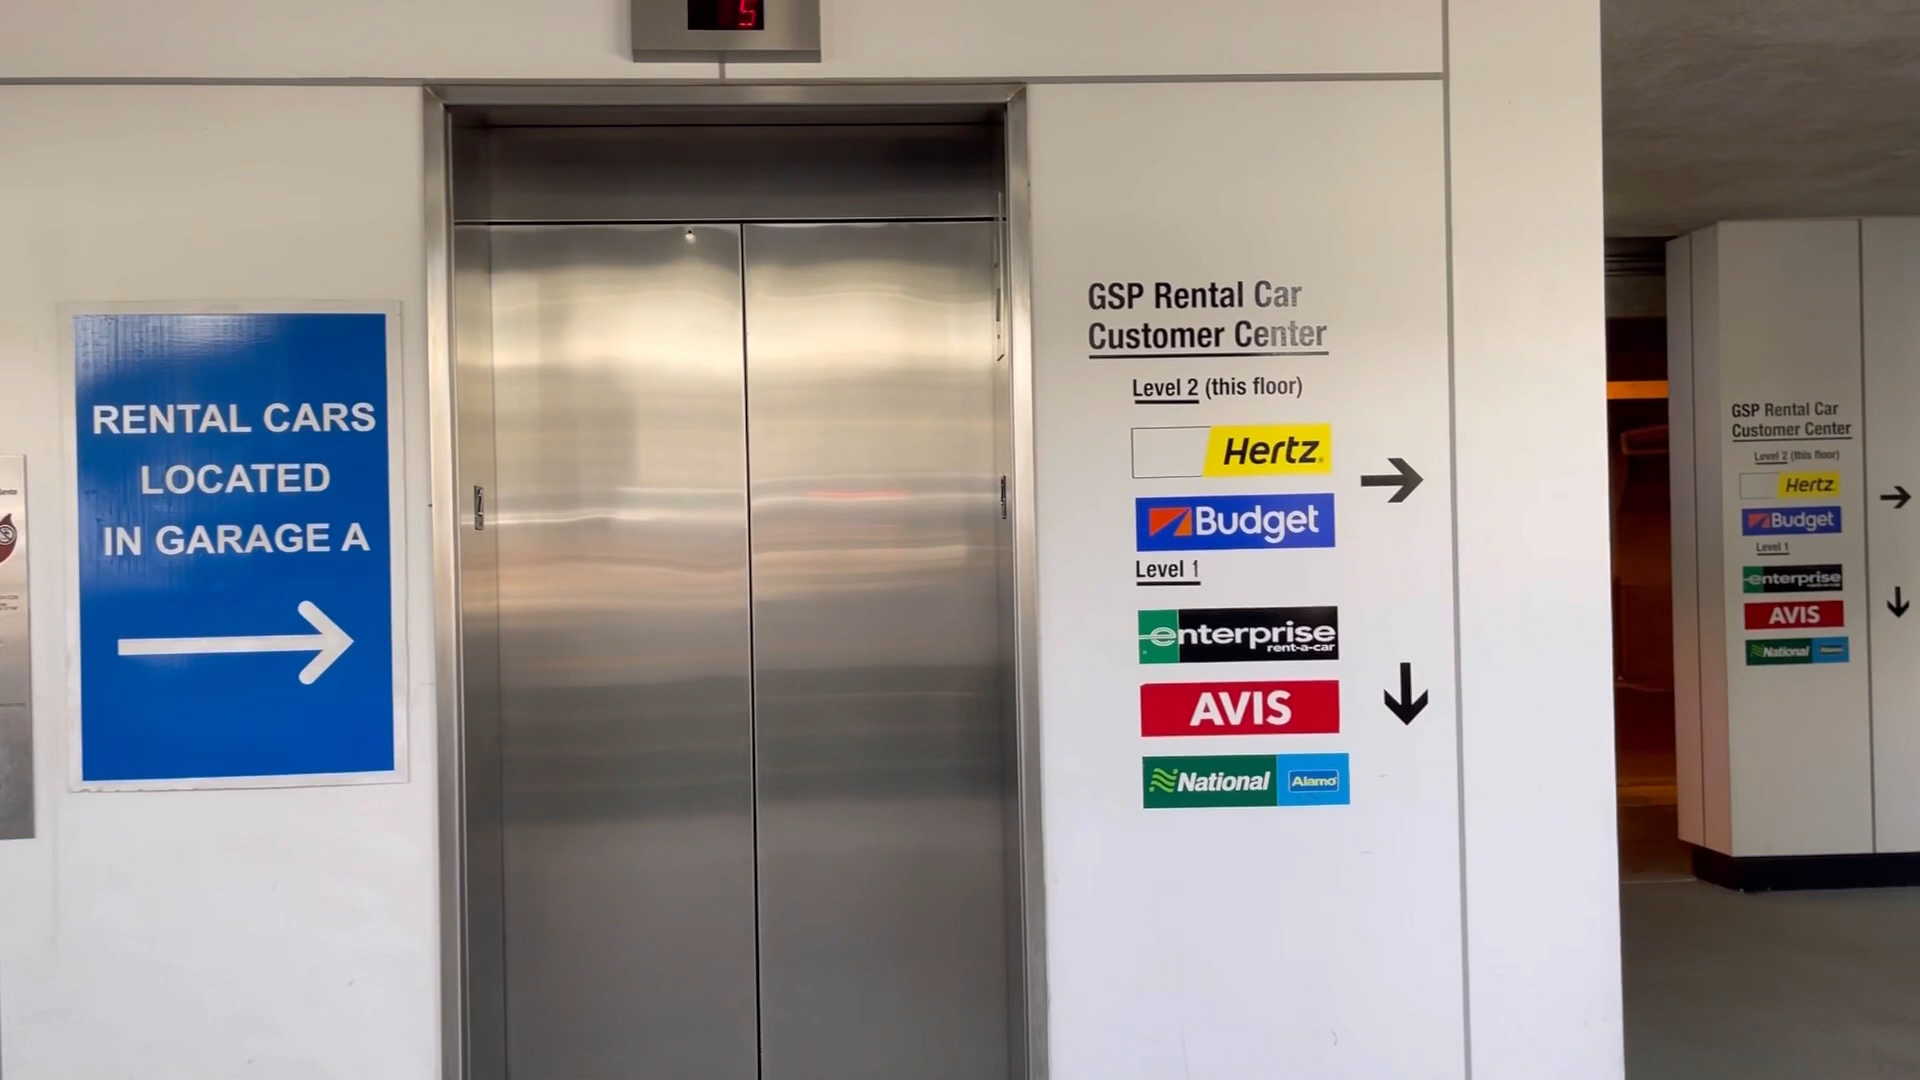 5
RENTAL CARS
LOCATED
IN GARAGE A
GSP Rental Car
Customer Center
Level 2 (this floor)
Hertz
Budget
Level 1
enterprise
rent-a-car
AVIS
National Alamo
GSP Rental Car
Customer Center
Level 2 (this floor)
Hertz
Budget
Level 1
enterprise
AVIS
National Alamo